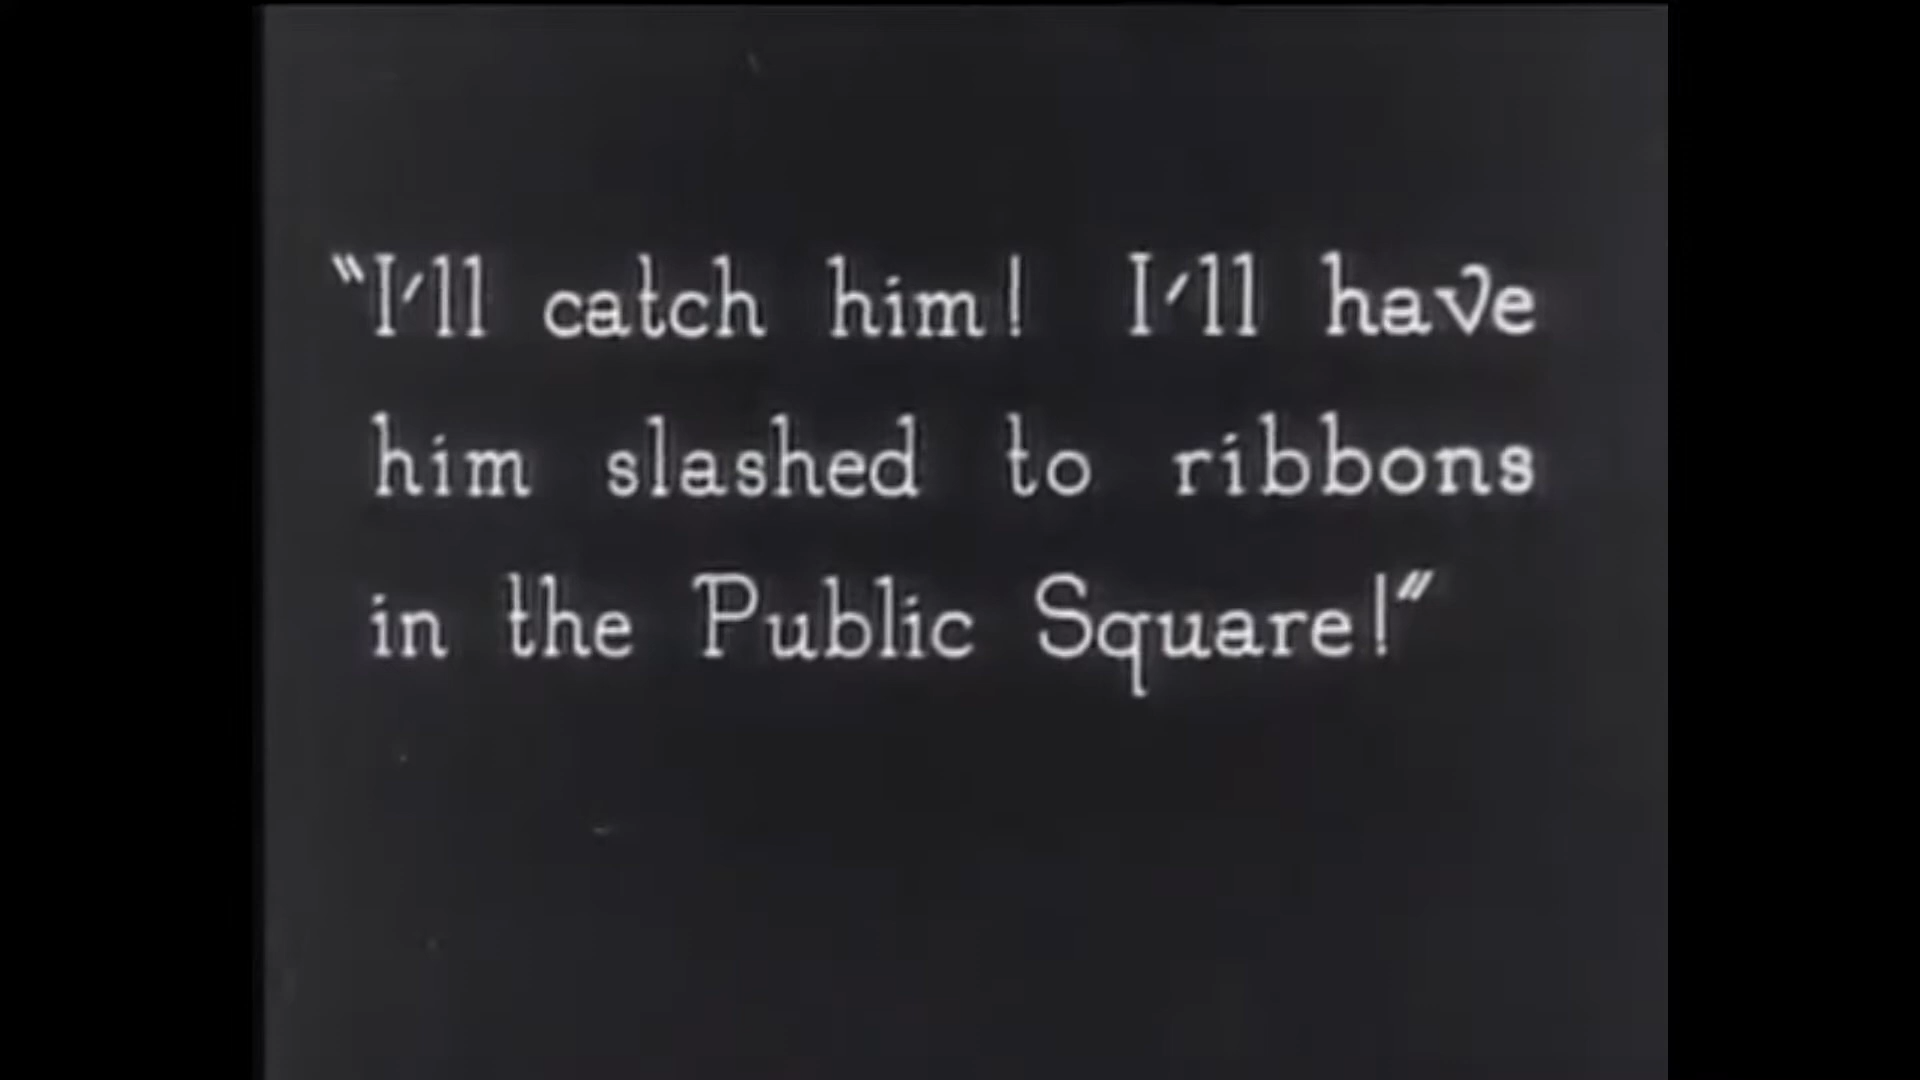 "I'll catch him! I'll have
him slashed to ribbons
in the Public Square!"